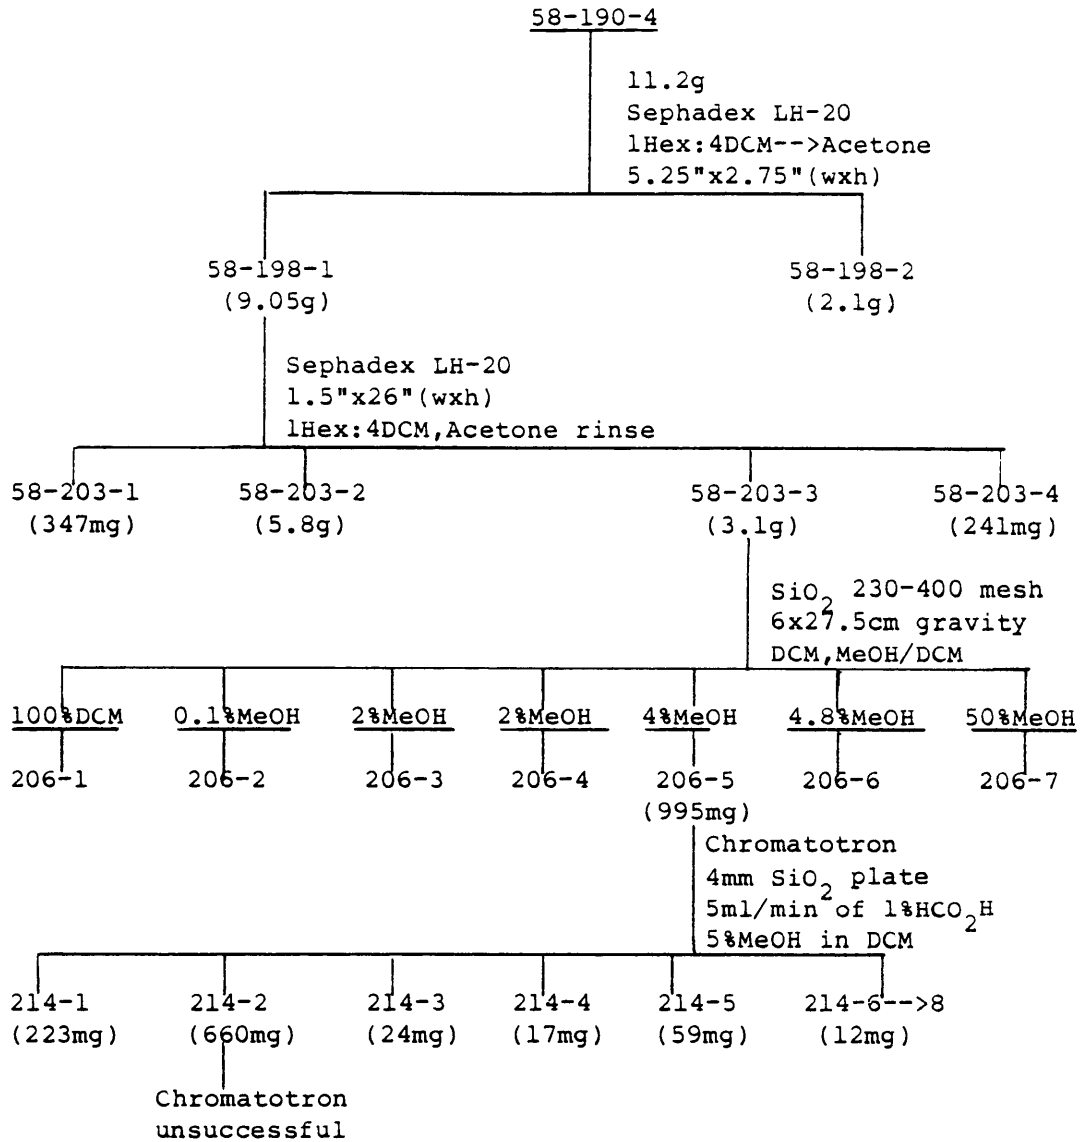 58-190-4
11.2g
Sephadex LH-20
1Hex:4DCM-->Acetone
5.25"x2.75"(wxh)
58-198-1 58-198-2
(9.05g) (2.1g)
Sephadex LH-20
1.5"x26"(wxh)
1Hex:4DCM,Acetone rinse
58-203-1 58-203-2 58-203-3 58-203-4
(347mg) (5.8g) (3.1g) (241mg)
SiO2 230-400 mesh
6x27.5cm gravity
DCM,MeOH/DCM
100%DCM 0.1%MeOH 2%MeOH 2%MeOH 4%MeOH 4.8%MeOH 50%MeOH
206-1 206-2 206-3 206-4 206-5 206-6 206-7
(995mg)
Chromatotron
4mm SiO2 plate
5ml/min of 1%HCO2H
5%MeOH in DCM
214-1 214-2 214-3 214-4 214-5 214-6-->8
(223mg) (660mg) (24mg) (17mg) (59mg) (12mg)
Chromatotron
unsuccessful